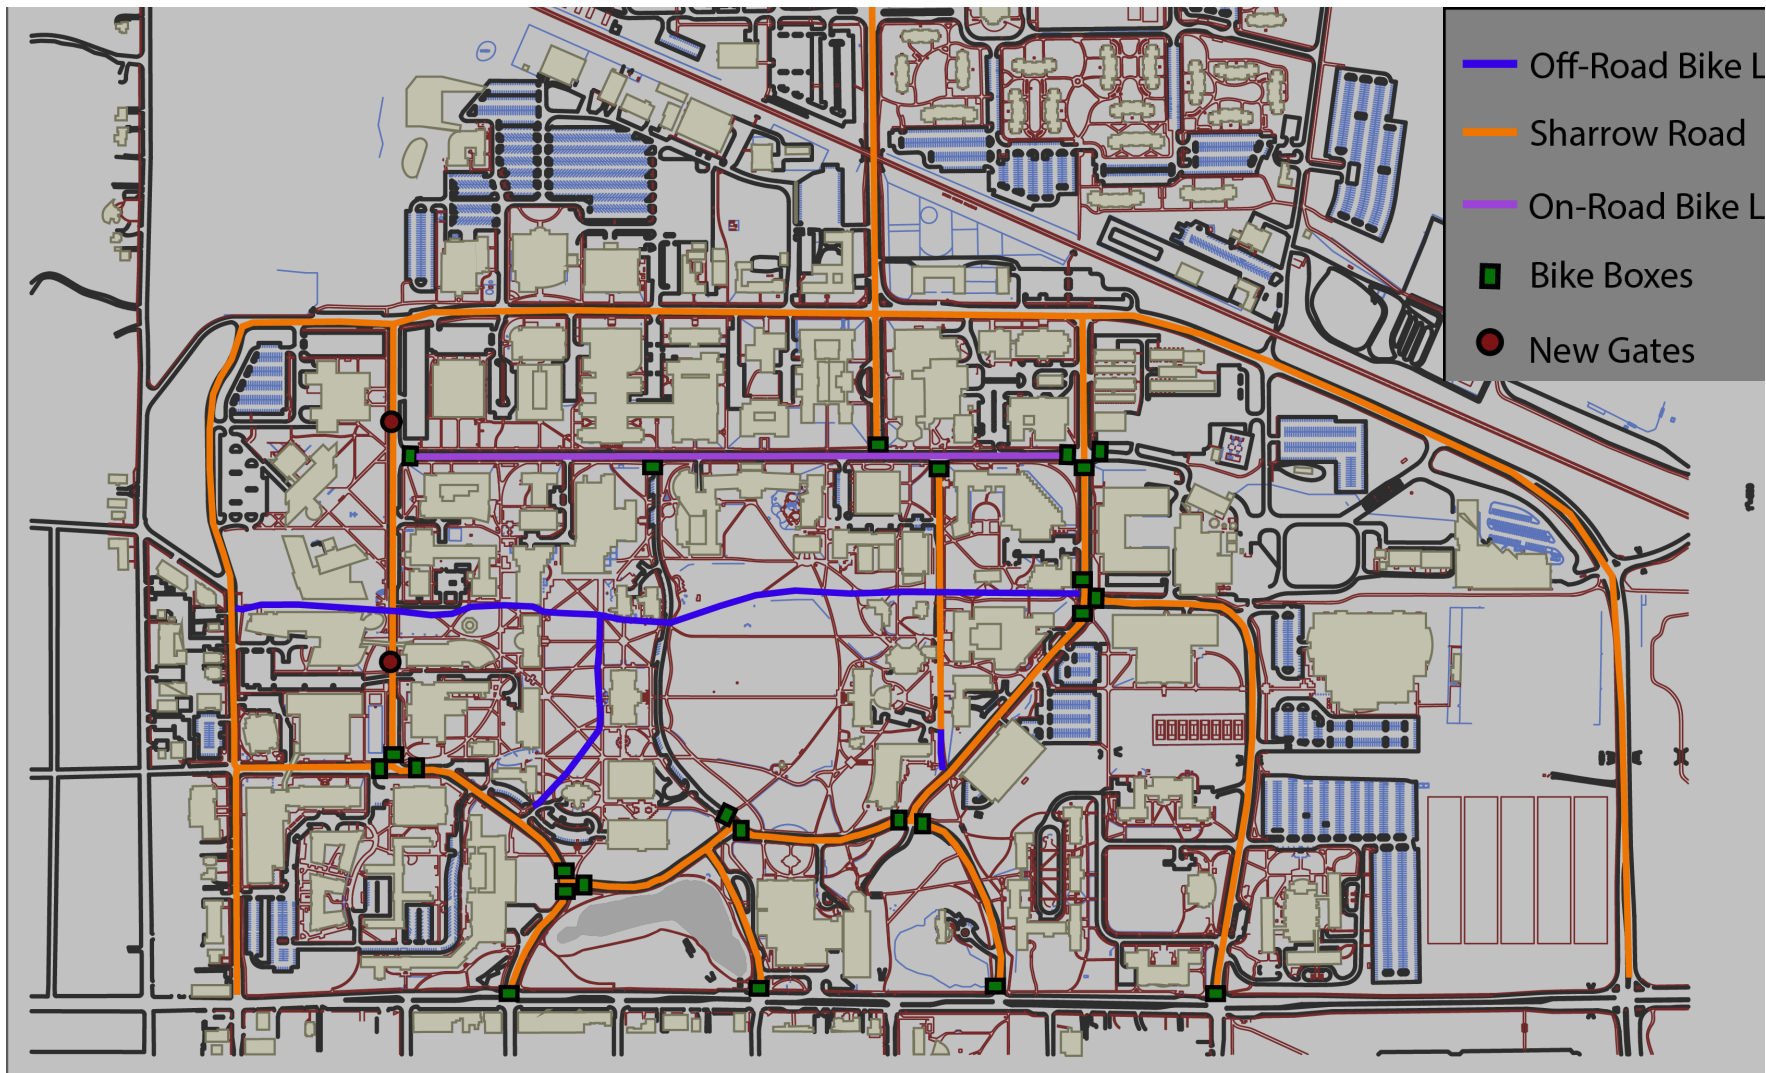 Off-Road Bike L
Sharrow Road
On-Road Bike L
Bike Boxes
New Gates